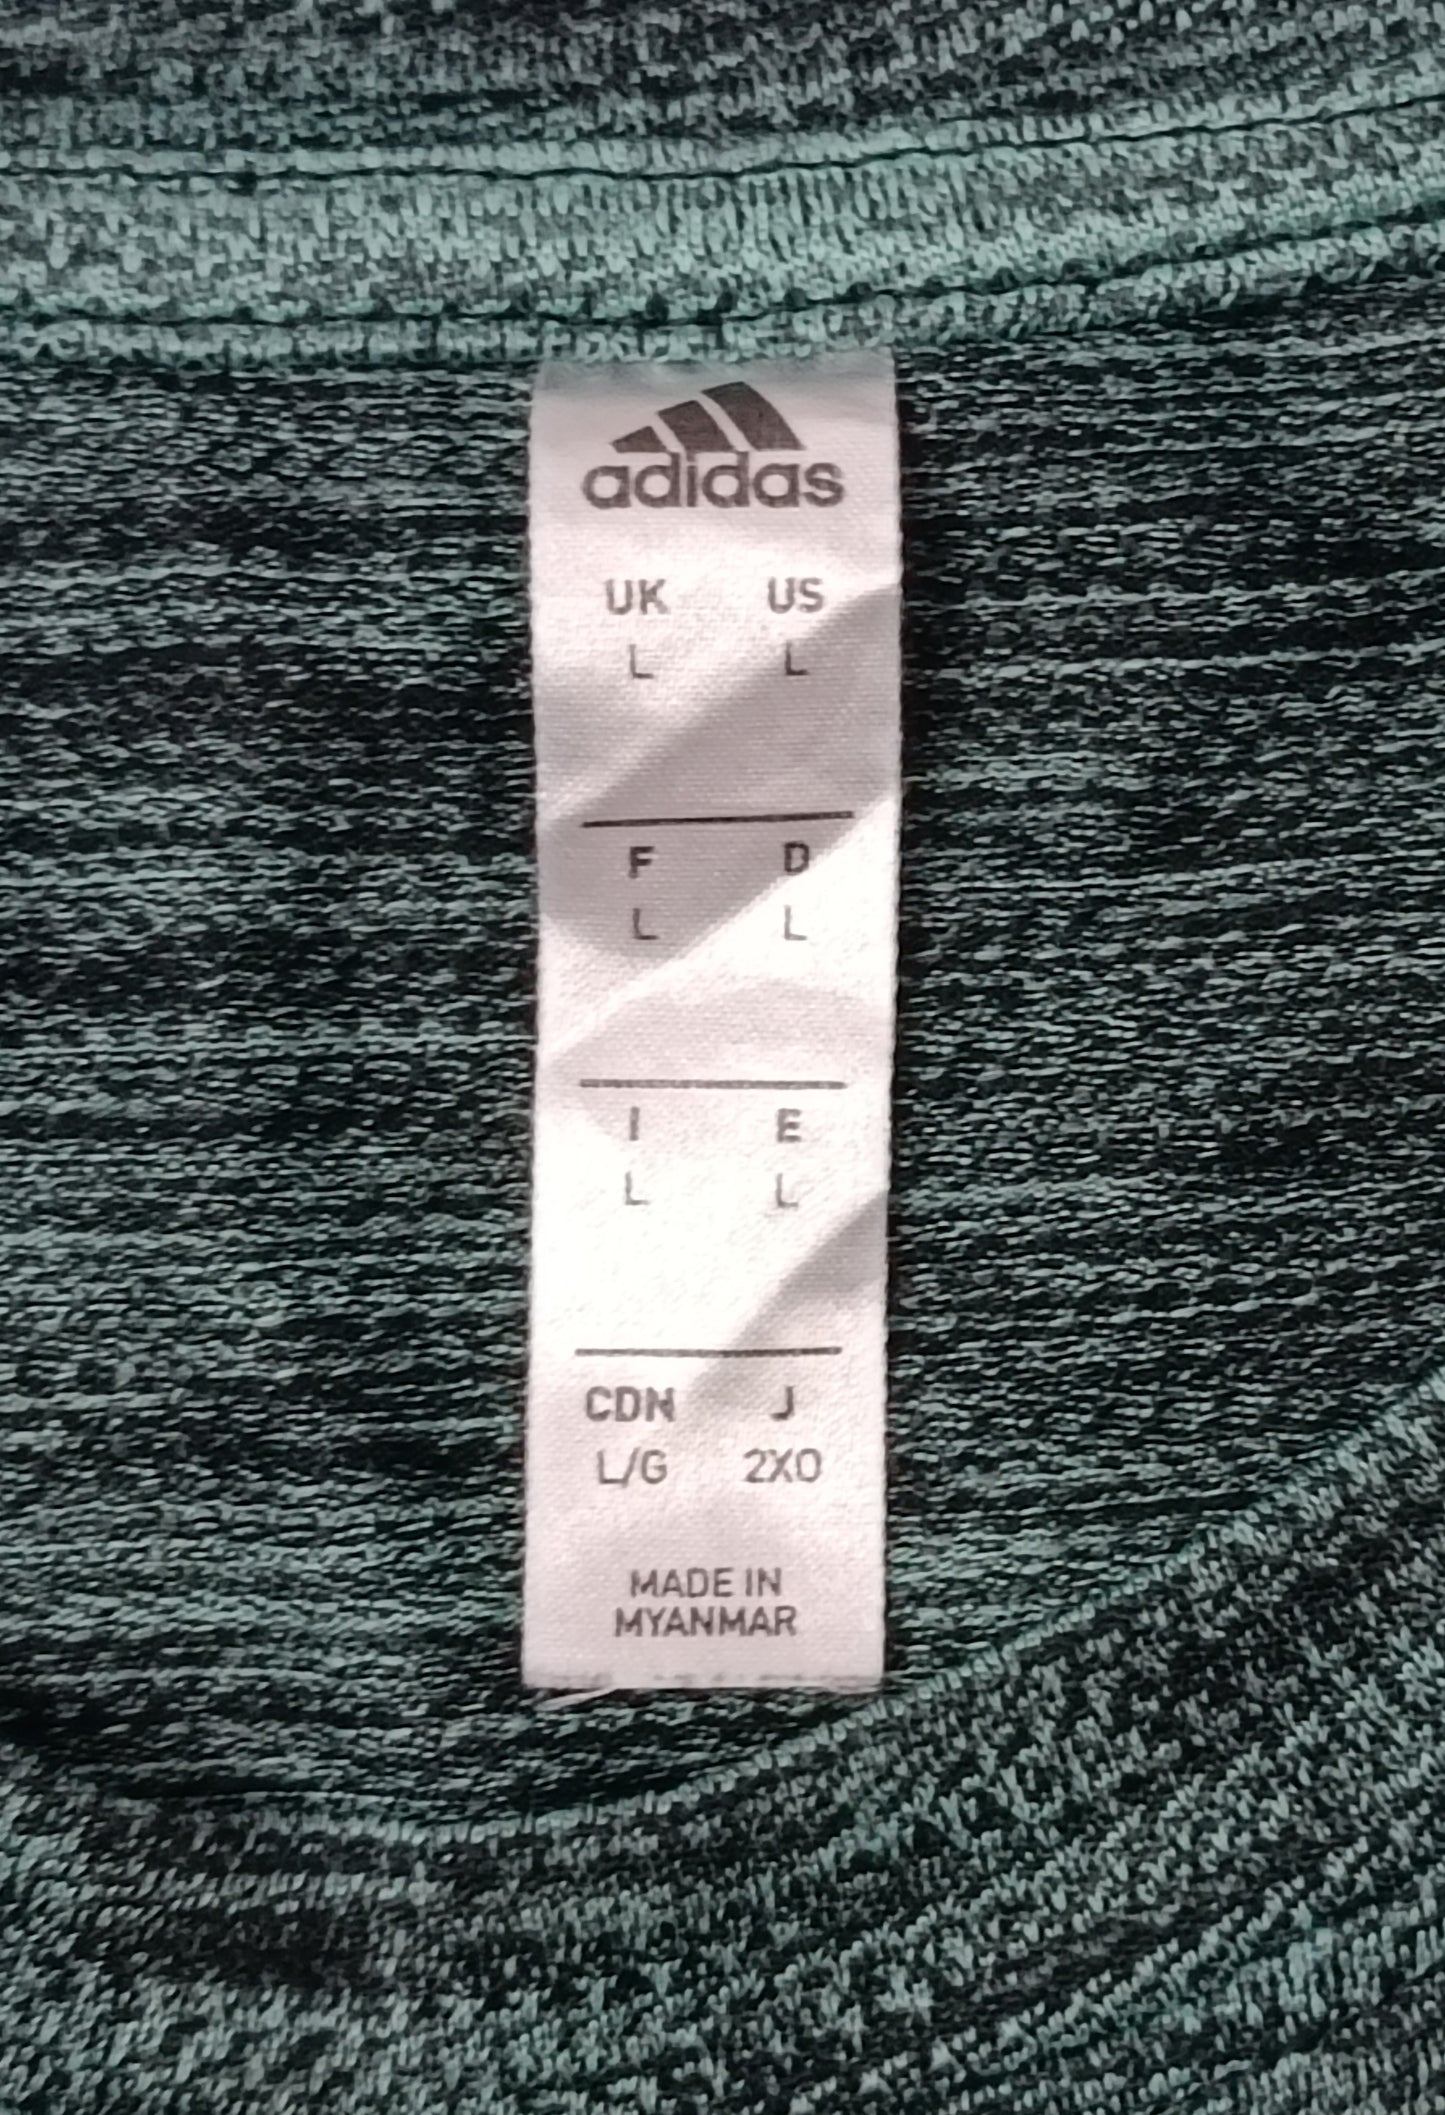 adidas
UK US
L L
F D
L L
I E
L L
CDN J
L/G 2XO
MADE IN
MYANMAR